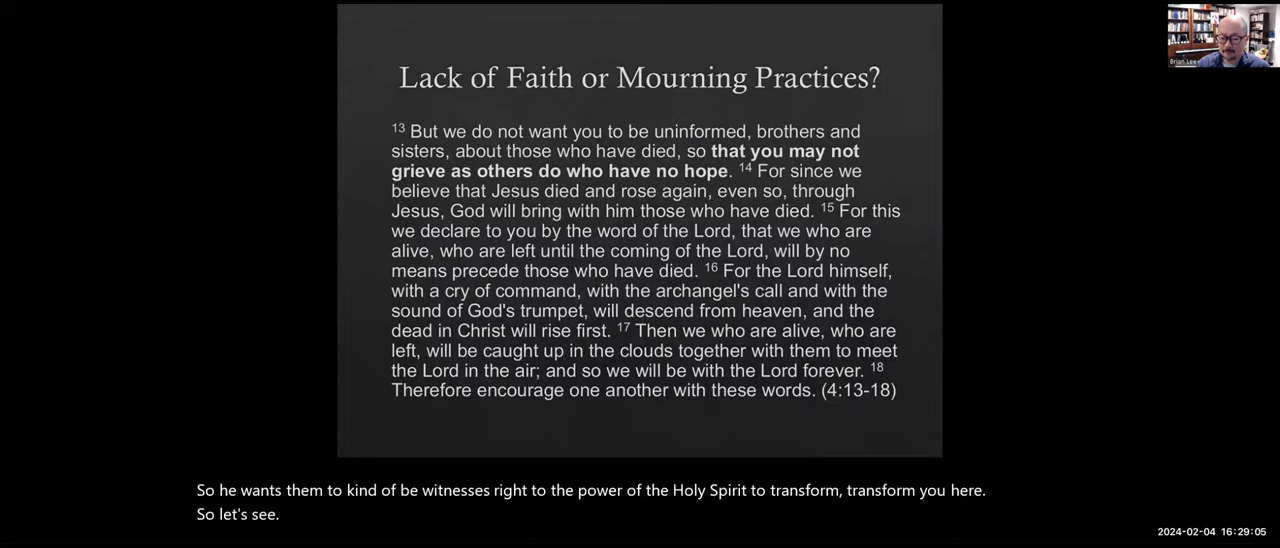 Lack of Faith or Mourning Practices?
13 But we do not want you to be uninformed, brothers and
sisters, about those who have died, so that you may not
grieve as others do who have no hope. 14 For since we
believe that Jesus died and rose again, even so, through
Jesus, God will bring with him those who have died. 15 For this
we declare to you by the word of the Lord, that we who are
alive, who are left until the coming of the Lord, will by no
means precede those who have died. 16 For the Lord himself,
with a cry of command, with the archangel's call and with the
sound of God's trumpet, will descend from heaven, and the
dead in Christ will rise first. 17 Then we who are alive, who are
left, will be caught up in the clouds together with them to meet
the Lord in the air; and so we will be with the Lord forever. 18
Therefore encourage one another with these words. (4:13-18)
Brian Lee
So he wants them to kind of be witnesses right to the power of the Holy Spirit to transform, transform you here.
So let's see.
2024-02-04 16:29:05